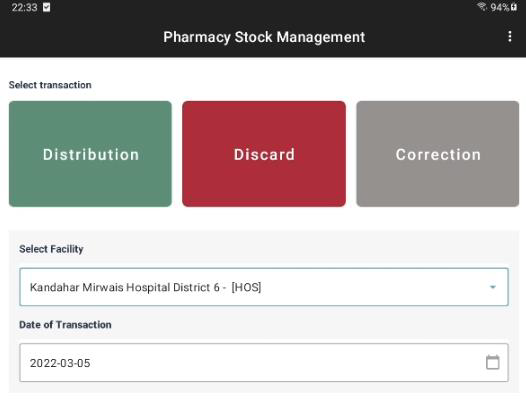 22:33 94%
Pharmacy Stock Management
Select transaction
Distribution Discard Correction
Select Facility
Kandahar Mirwais Hospital District 6 - [HOS]
Date of Transaction
2022-03-05